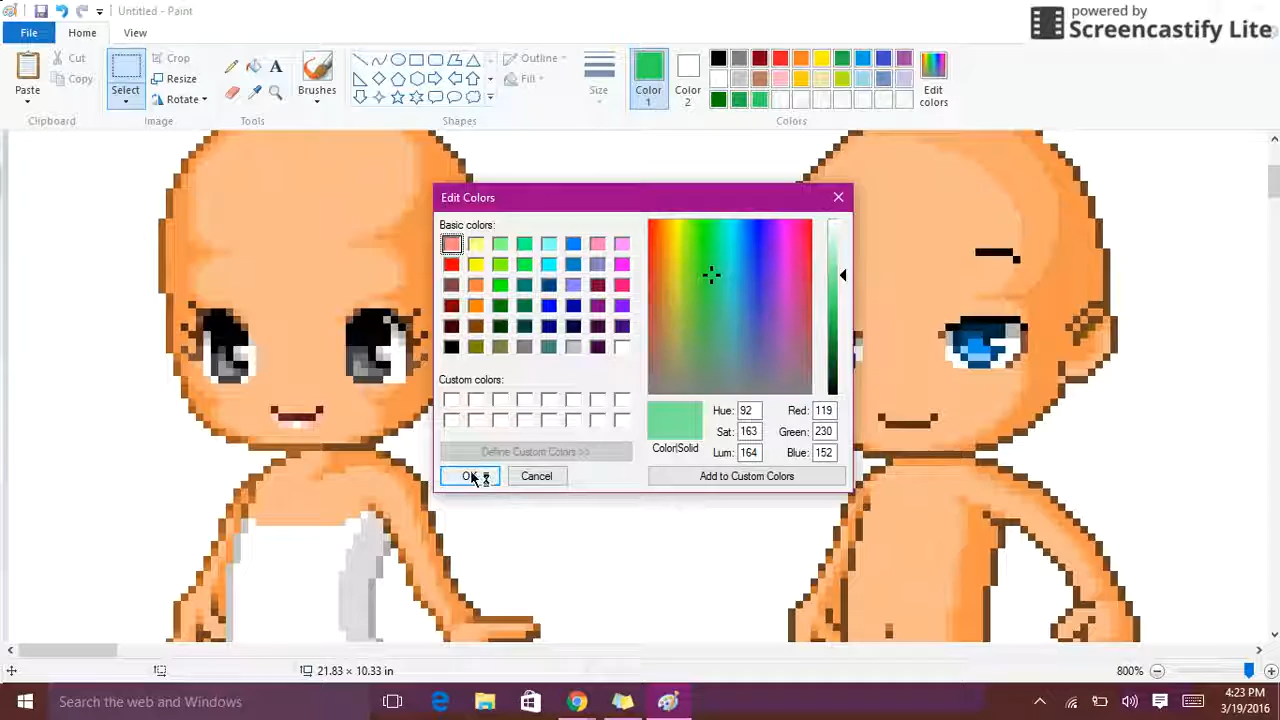 Untitled - Paint
powered by
Screencastify Lite
File
Home
View
Paste
Cut
Copy
Clipboard
Select
Crop
Resize
Rotate
Image
A
Tools
Brushes
Outline
Fill
Shapes
Size
Color
1
Color
2
Edit
colors
Colors
Edit Colors
Basic colors:
Custom colors:
Define Custom Colors >>
OK
Cancel
Color|Solid
Hue: 92
Sat: 163
Lum: 164
Red: 119
Green: 230
Blue: 152
Add to Custom Colors
21.83 × 10.33 in
800%
Search the web and Windows
4:23 PM
3/19/2016